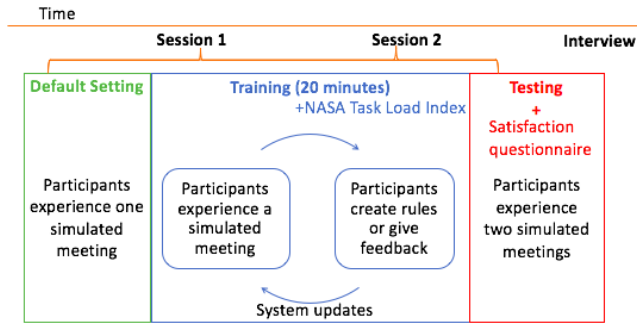 Time
Session 1
Session 2
Interview
Default Setting
Participants
experience one
simulated
meeting
Training (20 minutes)
+NASA Task Load Index
Participants
experience a
simulated
meeting
Participants
create rules
or give
feedback
System updates
Testing
+
Satisfaction
questionnaire
Participants
experience
two simulated
meetings